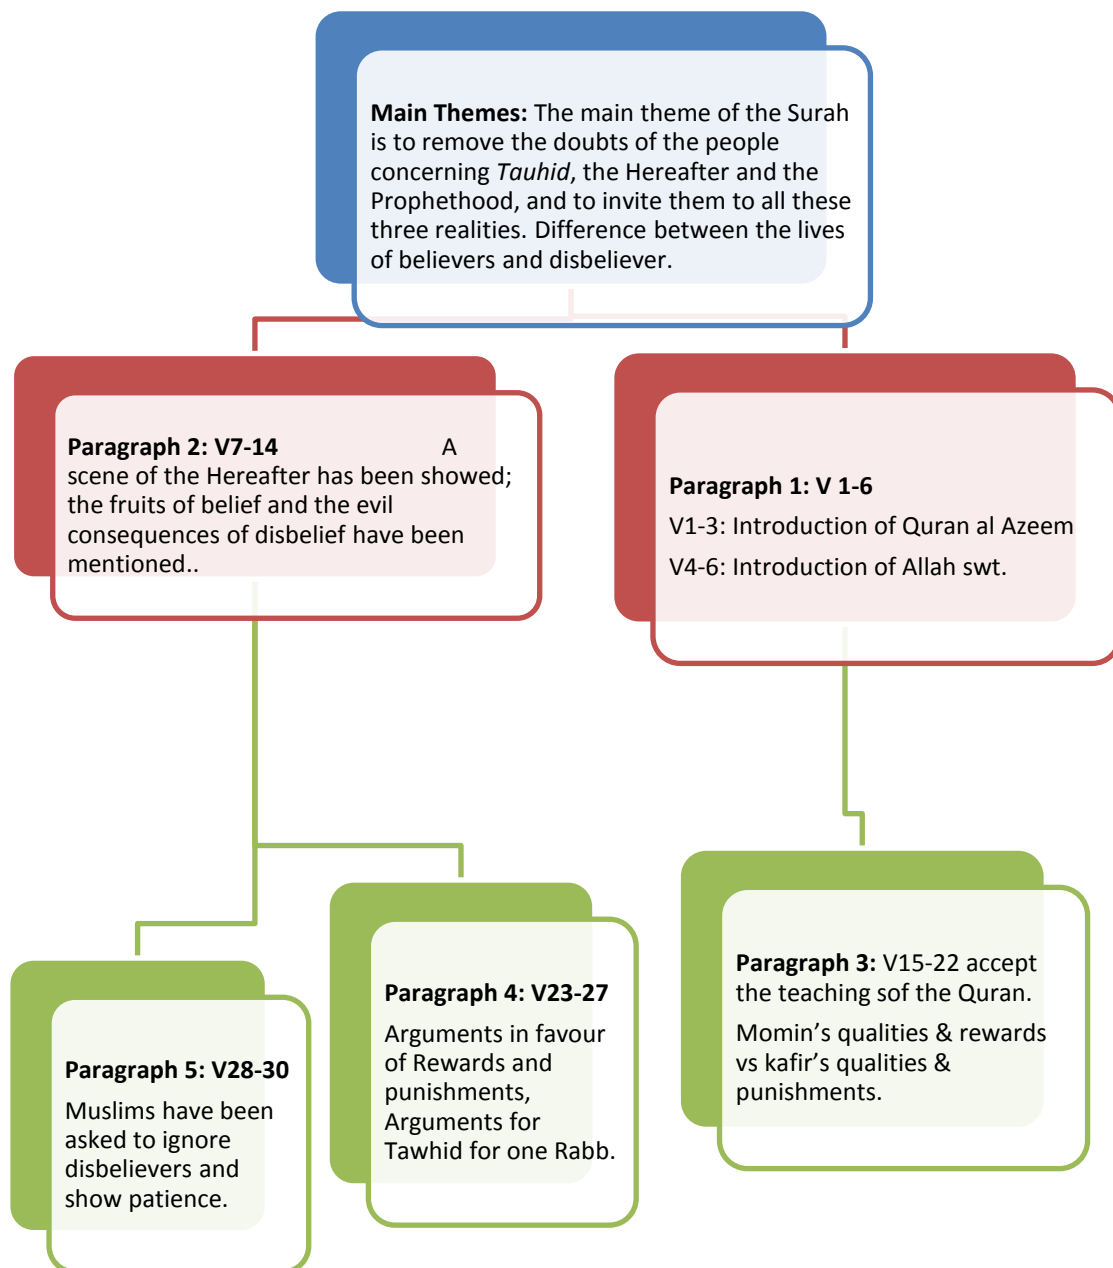 Main Themes: The main theme of the Surah
is to remove the doubts of the people
concerning Tauhid, the Hereafter and the
Prophethood, and to invite them to all these
three realities. Difference between the lives
of believers and disbeliever.
Paragraph 2: V7-14 A
scene of the Hereafter has been showed;
the fruits of belief and the evil
consequences of disbelief have been
mentioned..
Paragraph 1: V 1-6
V1-3: Introduction of Quran al Azeem
V4-6: Introduction of Allah swt.
Paragraph 5: V28-30
Muslims have been
asked to ignore
disbelievers and
show patience.
Paragraph 4: V23-27
Arguments in favour
of Rewards and
punishments,
Arguments for
Tawhid for one Rabb.
Paragraph 3: V15-22 accept
the teaching sof the Quran.
Momin's qualities & rewards
vs kafir's qualities &
punishments.